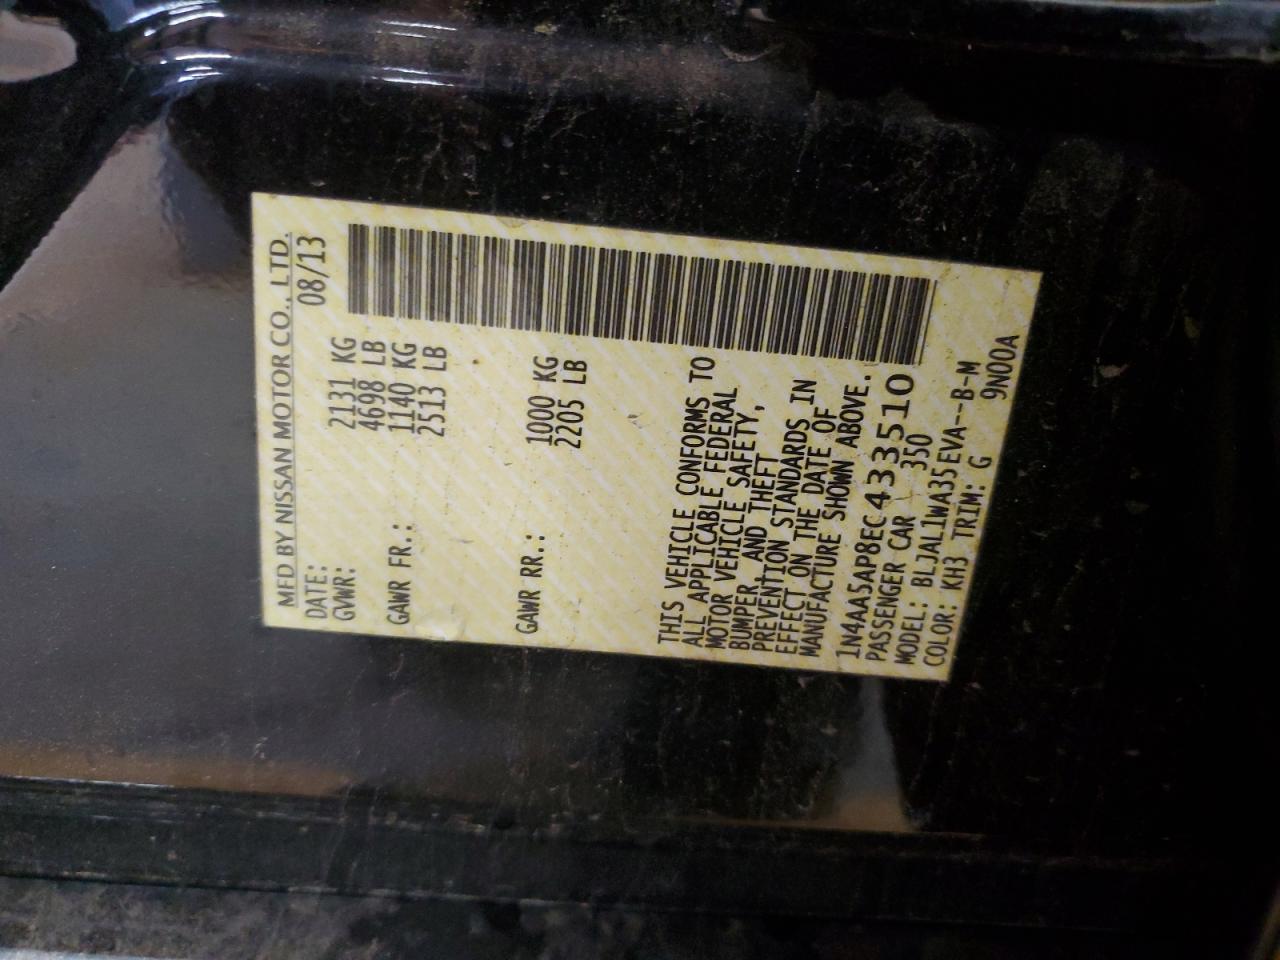 MFD BY NISSAN MOTOR CO., LTD.
DATE: 08/13
GVWR: 2131 KG
4698 LB
GAWR FR.: 1140 KG
2513 LB
GAWR RR.: 1000 KG
2205 LB
THIS VEHICLE CONFORMS TO
ALL APPLICABLE FEDERAL
MOTOR VEHICLE SAFETY,
BUMPER, AND THEFT
PREVENTION STANDARDS IN
EFFECT ON THE DATE OF
MANUFACTURE SHOWN ABOVE.
1N4AA5AP8EC433510
PASSENGER CAR 350
MODEL: BLJAL1WA35EVA--B-M
COLOR: KH3 TRIM: G
9N00A